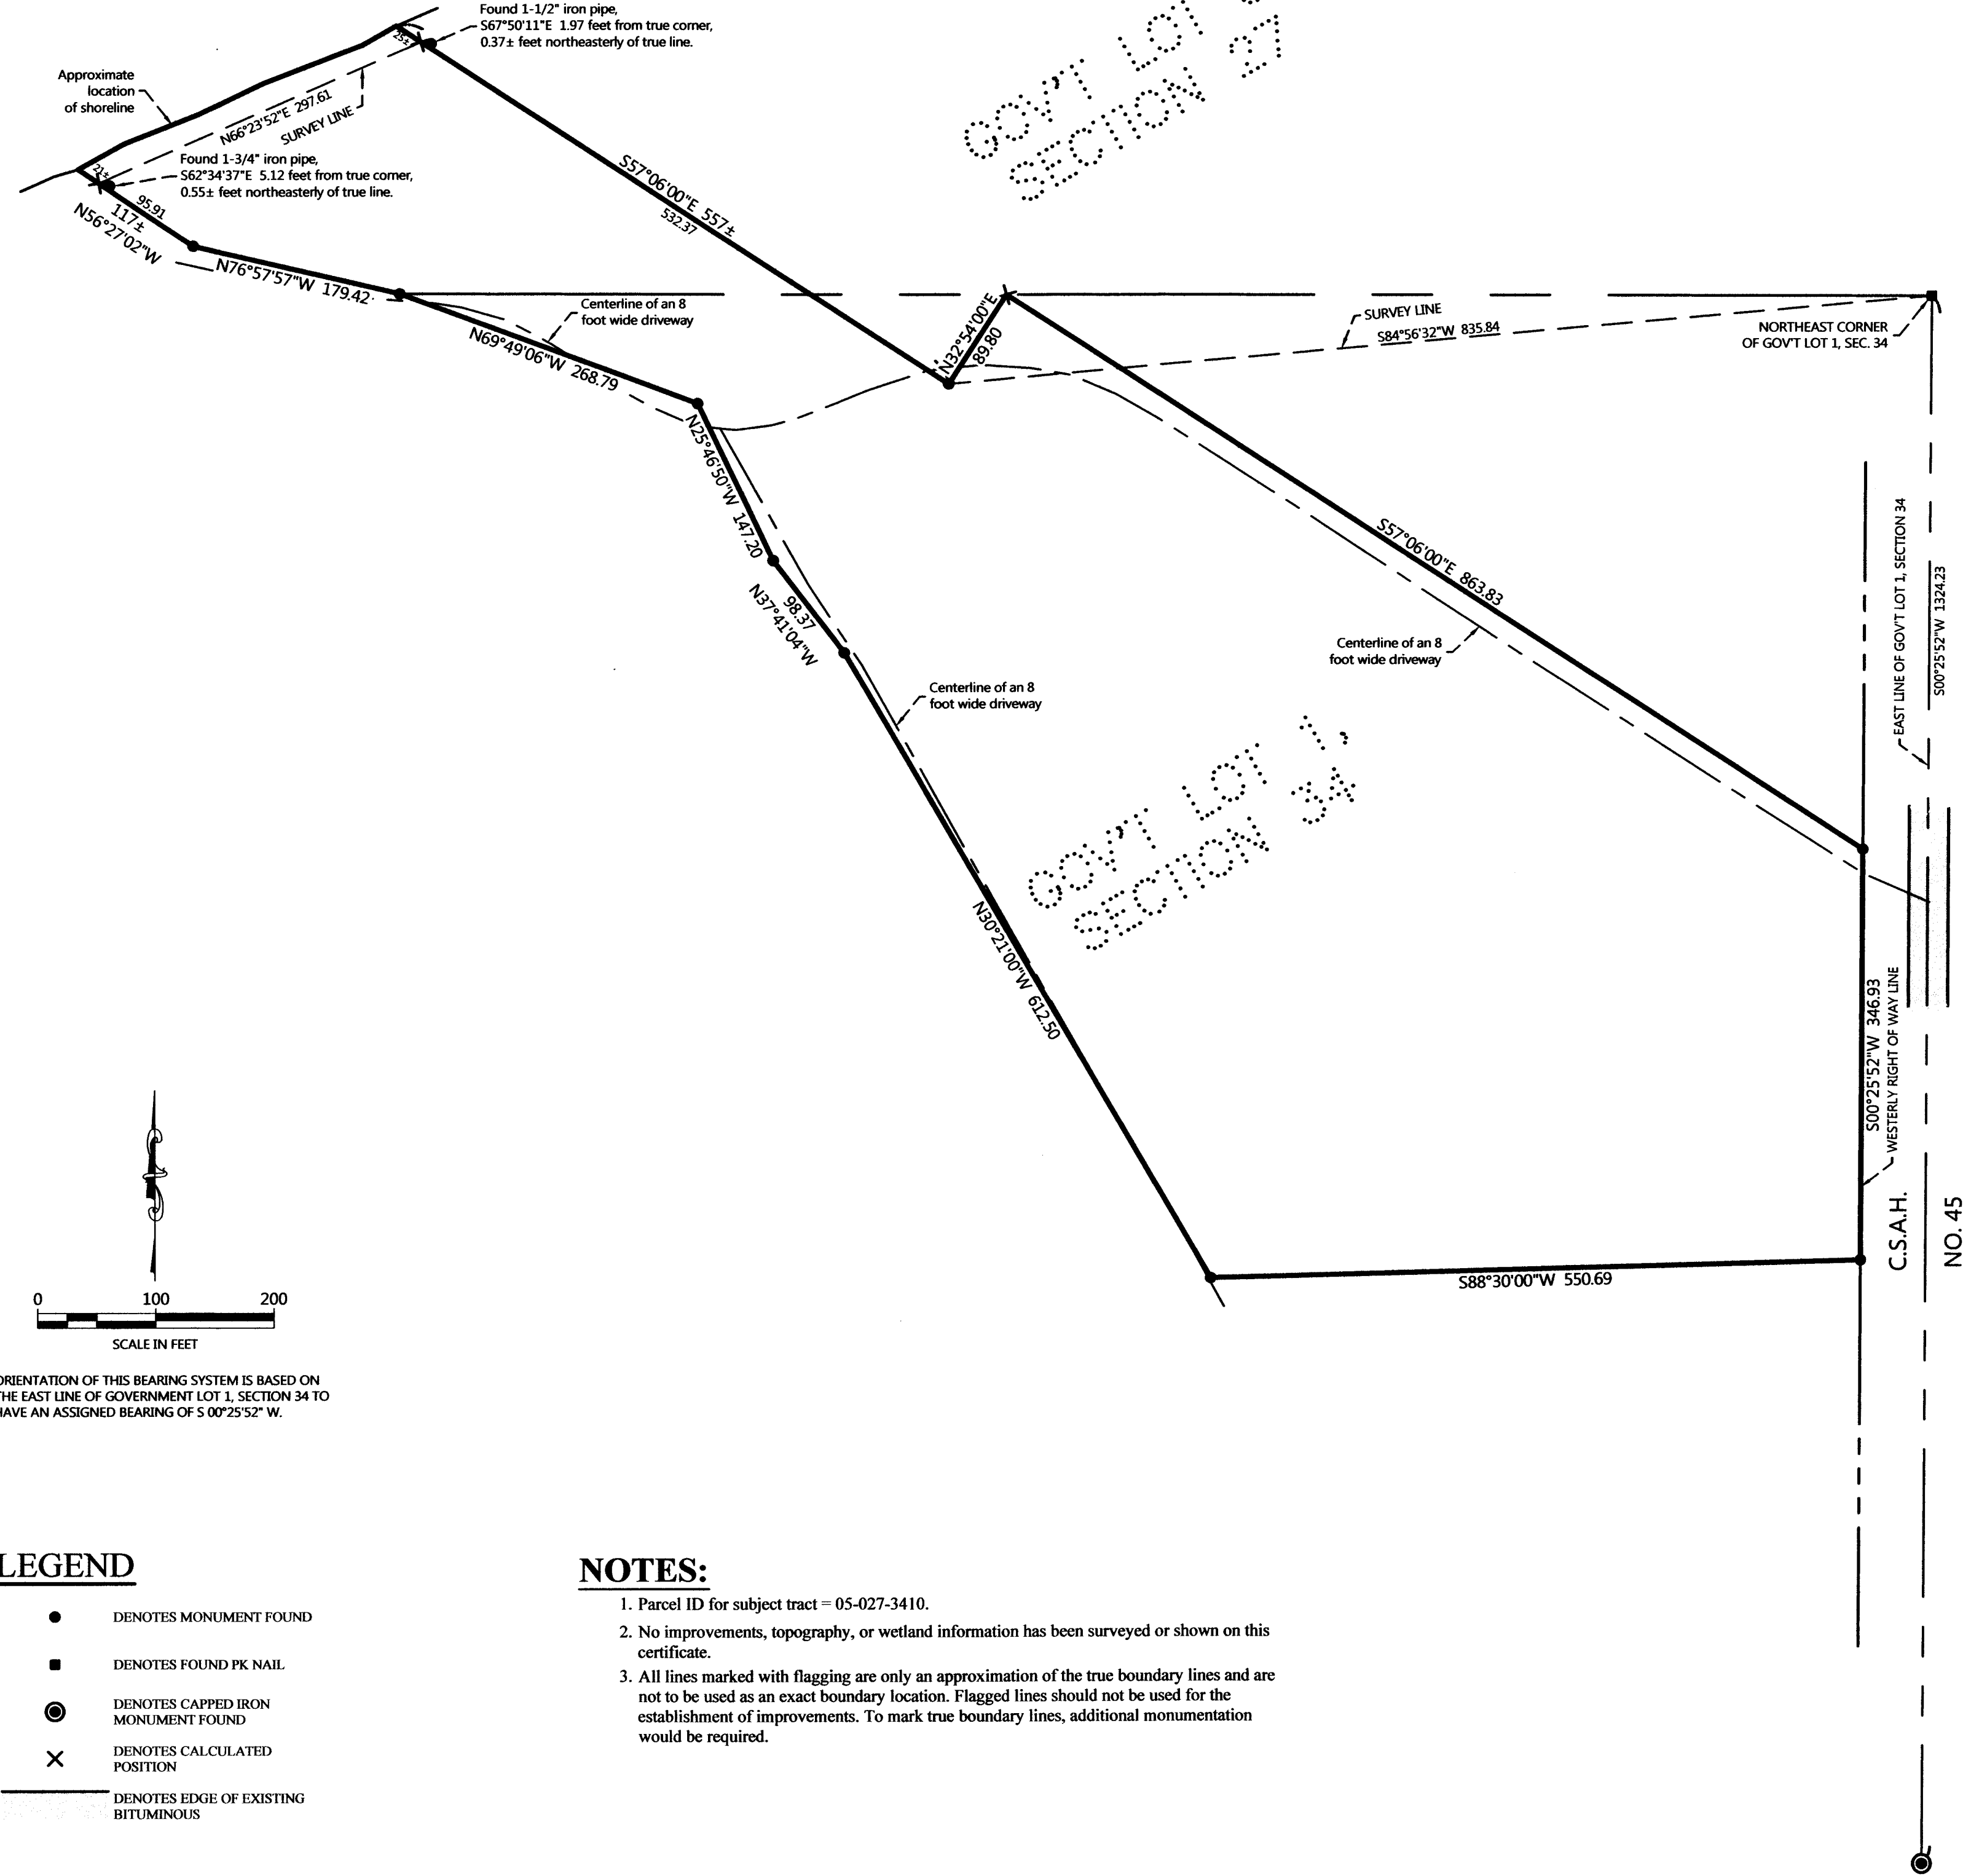 Found 1-1/2" iron pipe,
S67°50'11"E 1.97 feet from true corner,
0.37± feet northeasterly of true line.
25±
Approximate
location
of shoreline
N66°23'52"E 297.61
SURVEY LINE
Found 1-3/4" iron pipe,
S62°34'37"E 5.12 feet from true corner,
0.55± feet northeasterly of true line.
21±
95.91
117±
N56°27'02"W
N76°57'57"W 179.42
S57°06'00"E 557±
532.37
GOV'T LOT
SECTION 27
Centerline of an 8
foot wide driveway
N69°49'06"W 268.79
N32°54'00"E
89.80
SURVEY LINE
S84°56'32"W 835.84
NORTHEAST CORNER
OF GOV'T LOT 1, SEC. 34
N25°46'50"W 147.20
98.37
N37°41'04"W
S57°06'00"E 863.83
Centerline of an 8
foot wide driveway
EAST LINE OF GOV'T LOT 1, SECTION 34
S00°25'52"W 1324.23
Centerline of an 8
foot wide driveway
GOV'T LOT 1,
SECTION 34
N30°21'00"W 612.50
S00°25'52"W 346.93
WESTERLY RIGHT OF WAY LINE
C.S.A.H.
NO. 45
S88°30'00"W 550.69
0 100 200
SCALE IN FEET
ORIENTATION OF THIS BEARING SYSTEM IS BASED ON
THE EAST LINE OF GOVERNMENT LOT 1, SECTION 34 TO
HAVE AN ASSIGNED BEARING OF S 00°25'52" W.
LEGEND
DENOTES MONUMENT FOUND
DENOTES FOUND PK NAIL
DENOTES CAPPED IRON
MONUMENT FOUND
DENOTES CALCULATED
POSITION
DENOTES EDGE OF EXISTING
BITUMINOUS
NOTES:
1. Parcel ID for subject tract = 05-027-3410.
2. No improvements, topography, or wetland information has been surveyed or shown on this
certificate.
3. All lines marked with flagging are only an approximation of the true boundary lines and are
not to be used as an exact boundary location. Flagged lines should not be used for the
establishment of improvements. To mark true boundary lines, additional monumentation
would be required.